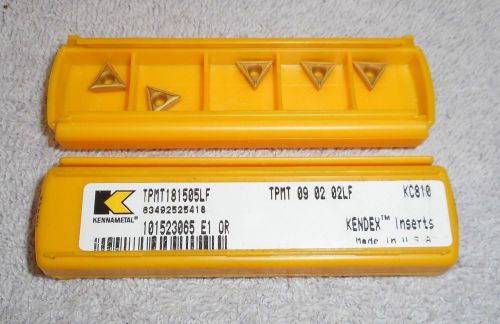 TPMT181505LF TPMT 09 02 02LF KC810
63492525418
KENNAMETAL®
101523065 E1 OR KENDEX™ Inserts
Made in U.S.A.